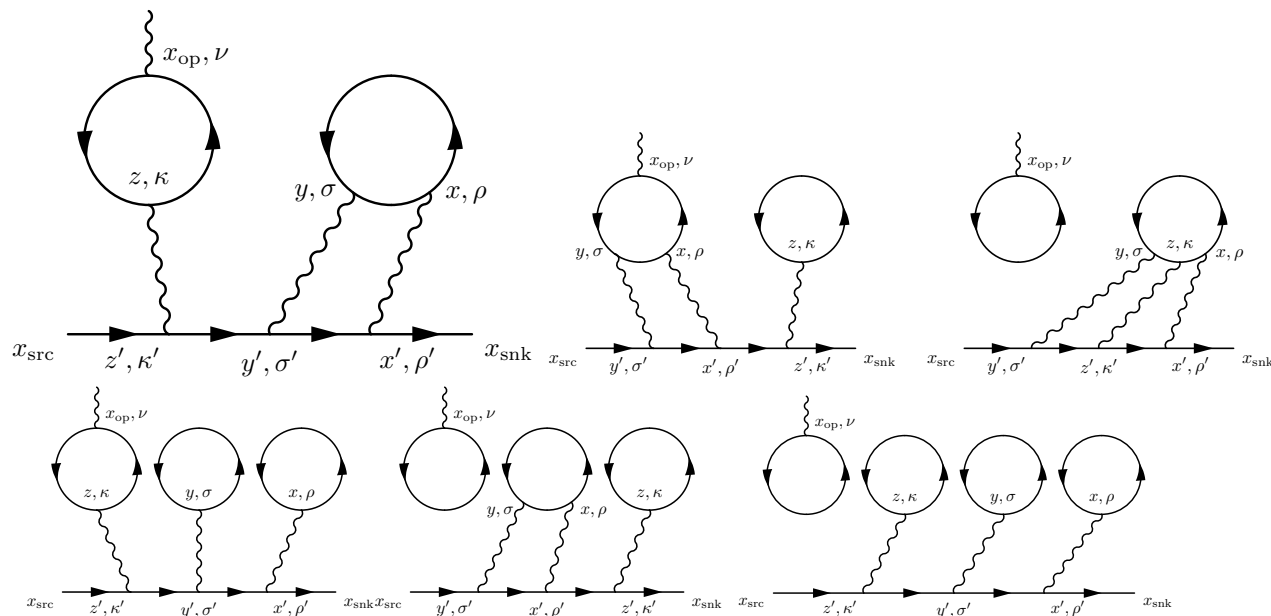 x_op, ν
z, κ
y, σ
x, ρ
x_src
z′, κ′
y′, σ′
x′, ρ′
x_snk
x_op, ν
y, σ
x, ρ
z, κ
x_src
y′, σ′
x′, ρ′
z′, κ′
x_snk
x_op, ν
y, σ
z, κ
x, ρ
x_src
y′, σ′
z′, κ′
x′, ρ′
x_snk
x_op, ν
z, κ
y, σ
x, ρ
x_src
z′, κ′
y′, σ′
x′, ρ′
x_snk
x_op, ν
y, σ
x, ρ
z, κ
x_src
y′, σ′
x′, ρ′
z′, κ′
x_snk
x_op, ν
z, κ
y, σ
x, ρ
x_src
z′, κ′
y′, σ′
x′, ρ′
x_snk